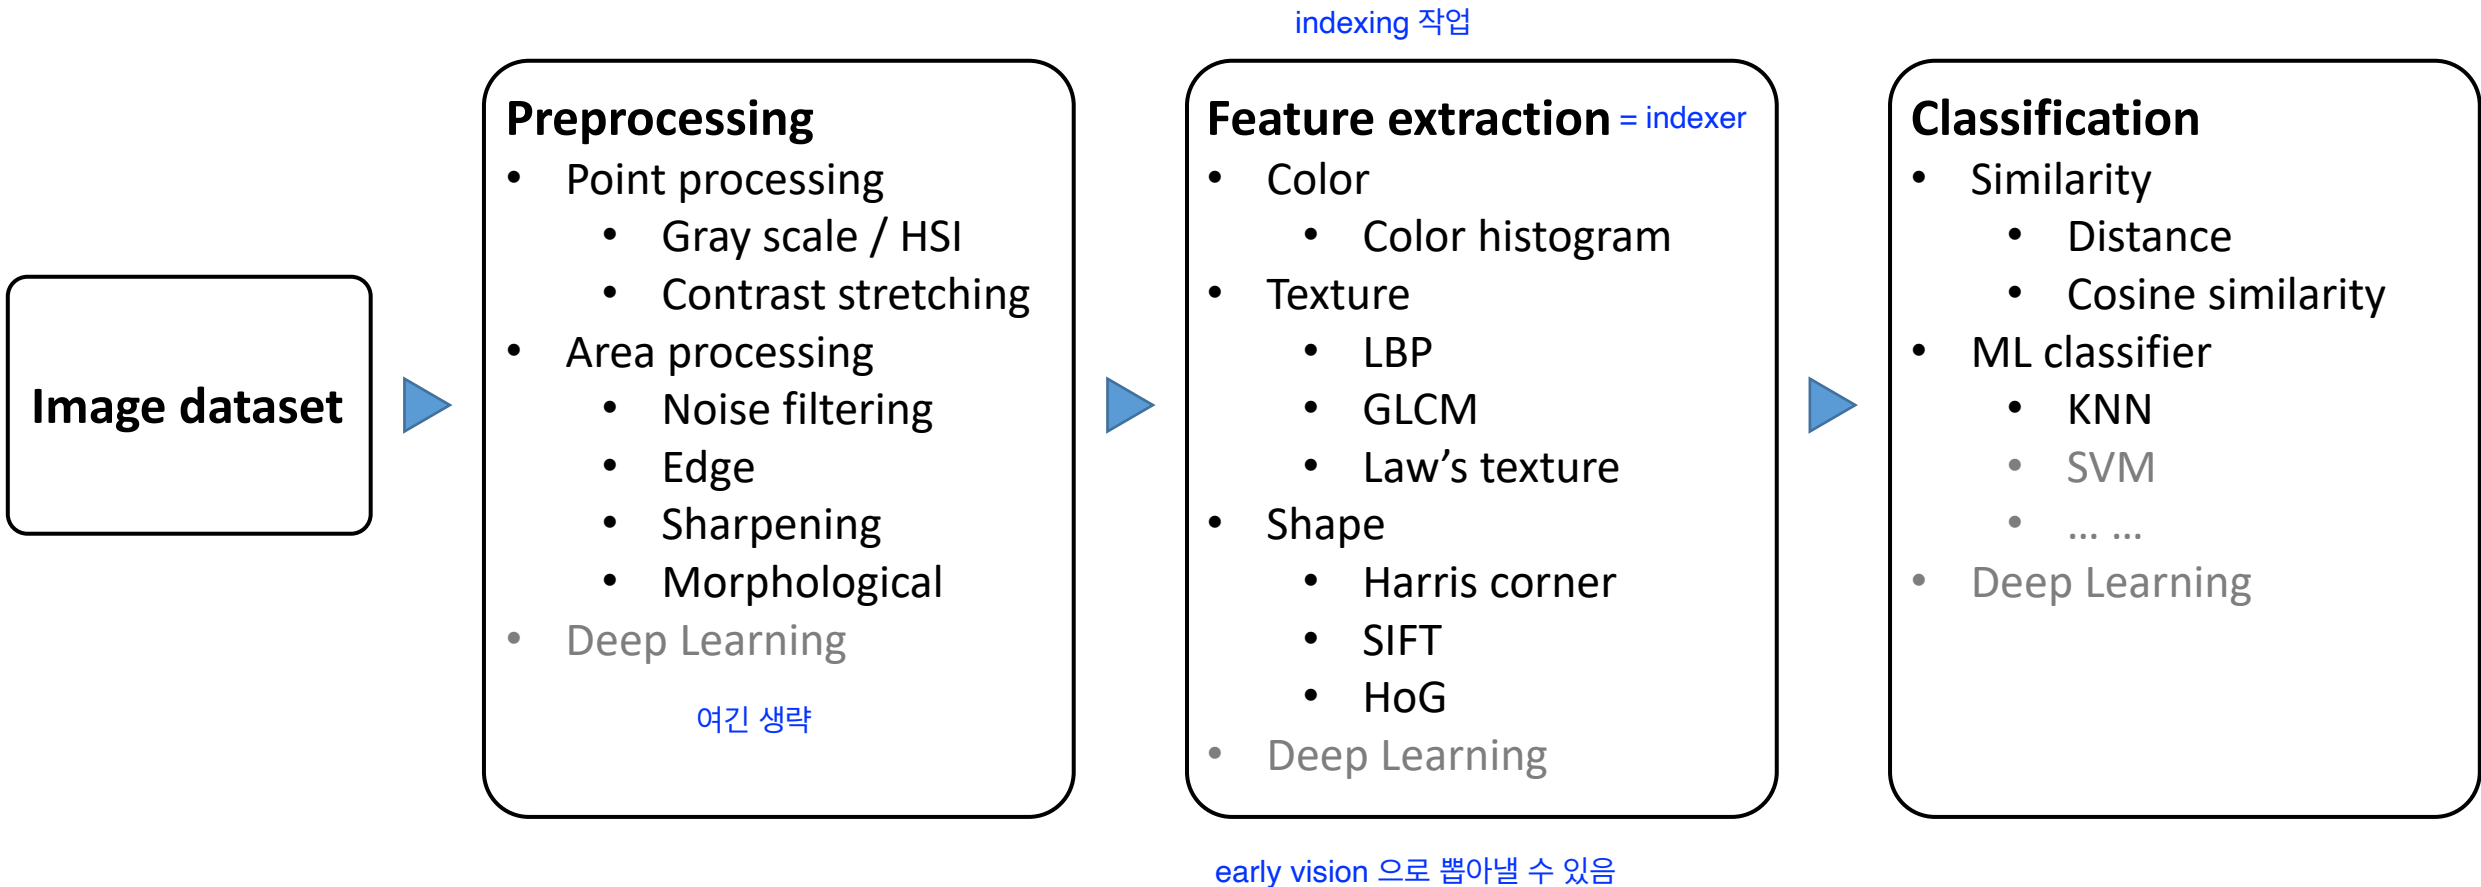 indexing 작업
Image dataset
Preprocessing
• Point processing
• Gray scale / HSI
• Contrast stretching
• Area processing
• Noise filtering
• Edge
• Sharpening
• Morphological
• Deep Learning
여긴 생략
Feature extraction = indexer
• Color
• Color histogram
• Texture
• LBP
• GLCM
• Law’s texture
• Shape
• Harris corner
• SIFT
• HoG
• Deep Learning
early vision 으로 뽑아낼 수 있음
Classification
• Similarity
• Distance
• Cosine similarity
• ML classifier
• KNN
• SVM
• ... ...
• Deep Learning